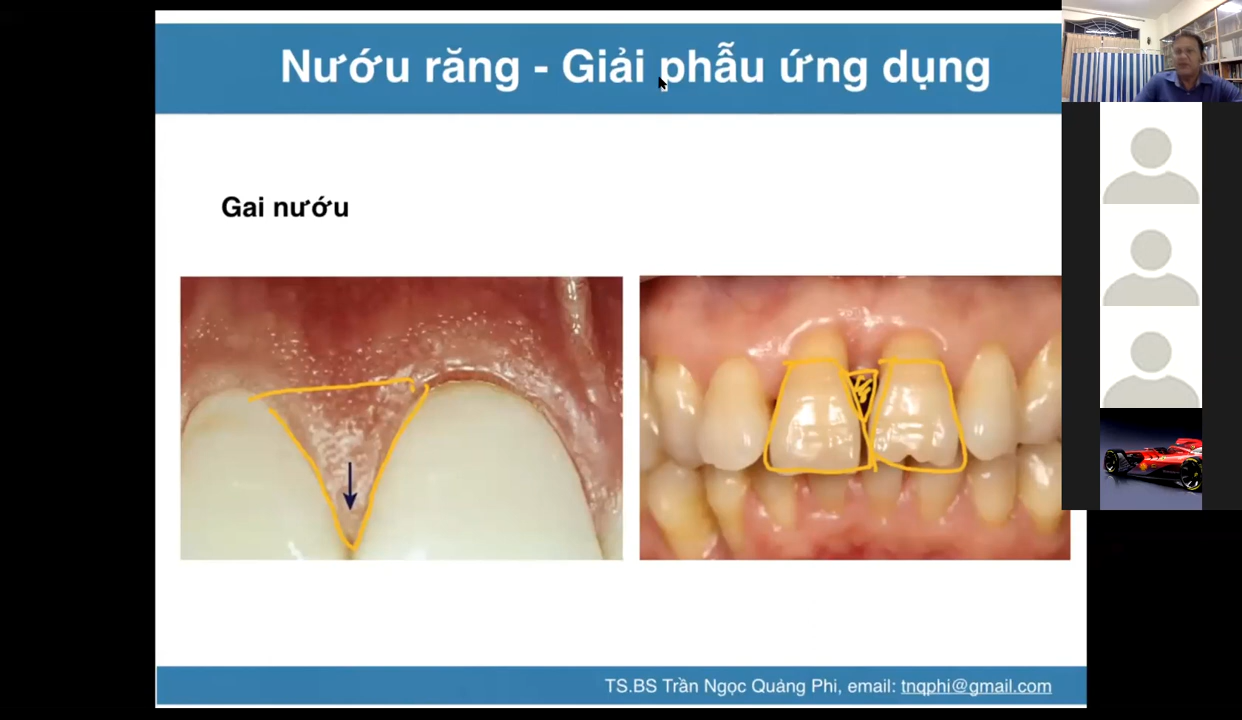 Nướu răng - Giải phẫu ứng dụng
Gai nướu
TS.BS Trần Ngọc Quảng Phi, email: tnqphi@gmail.com